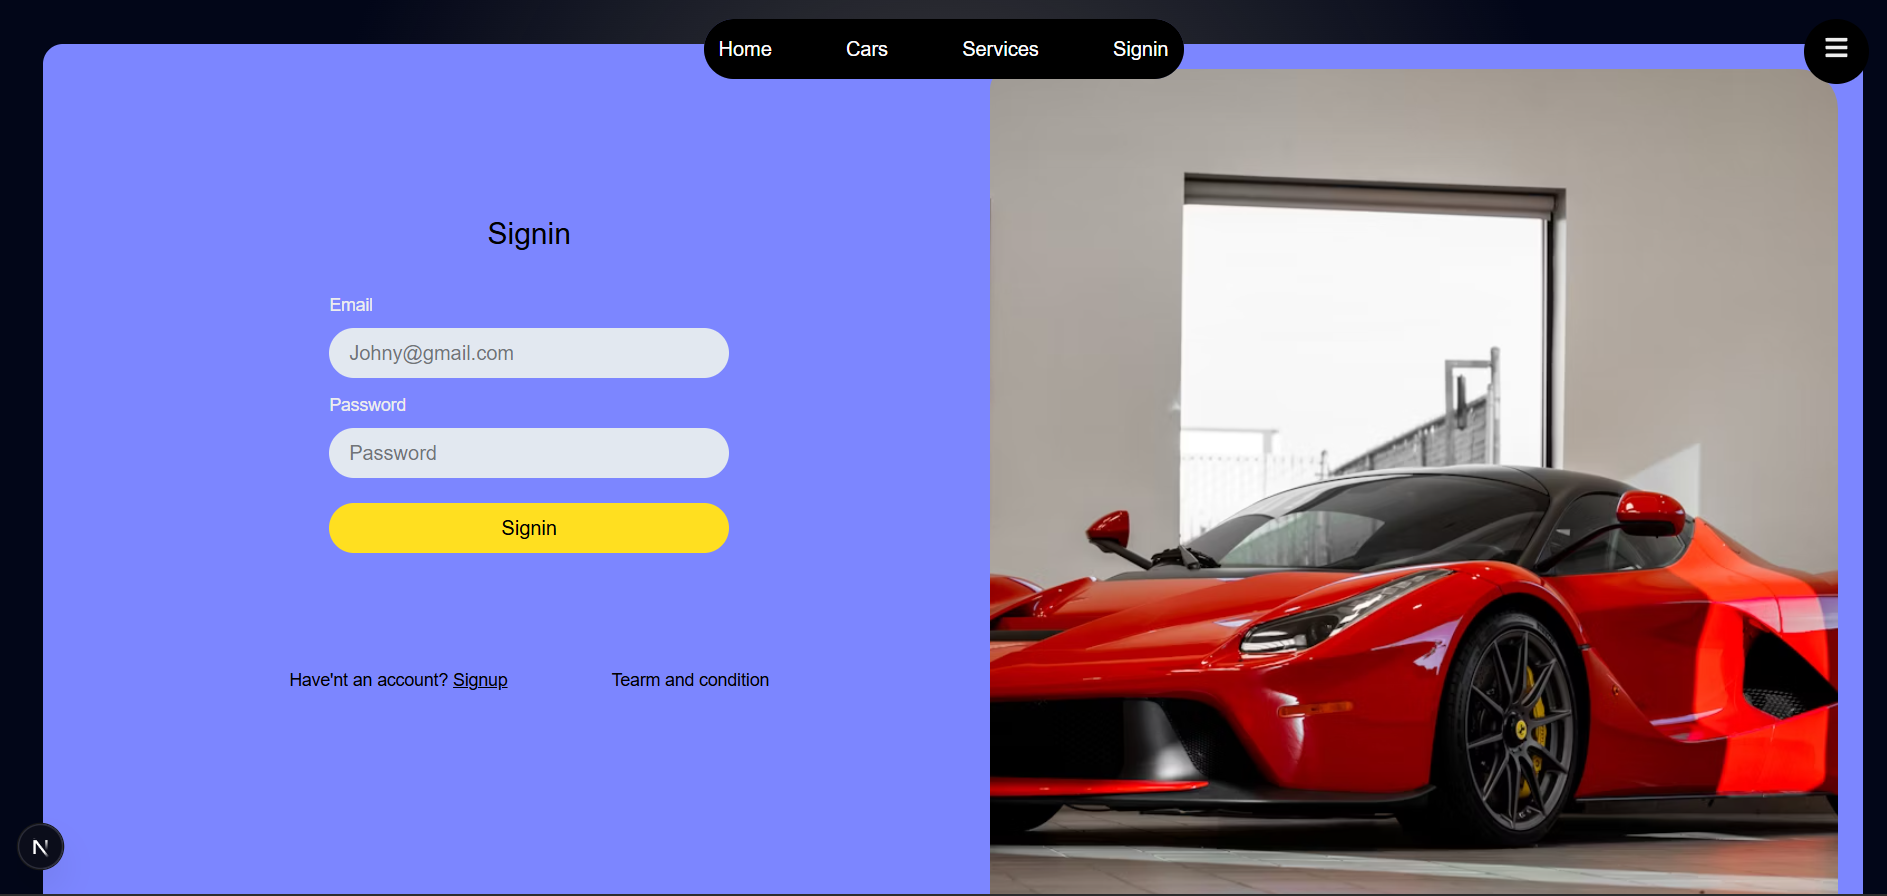 Home Cars Services Signin
Signin
Email
Johny@gmail.com
Password
Password
Signin
Have'nt an account? Signup Tearm and condition
N